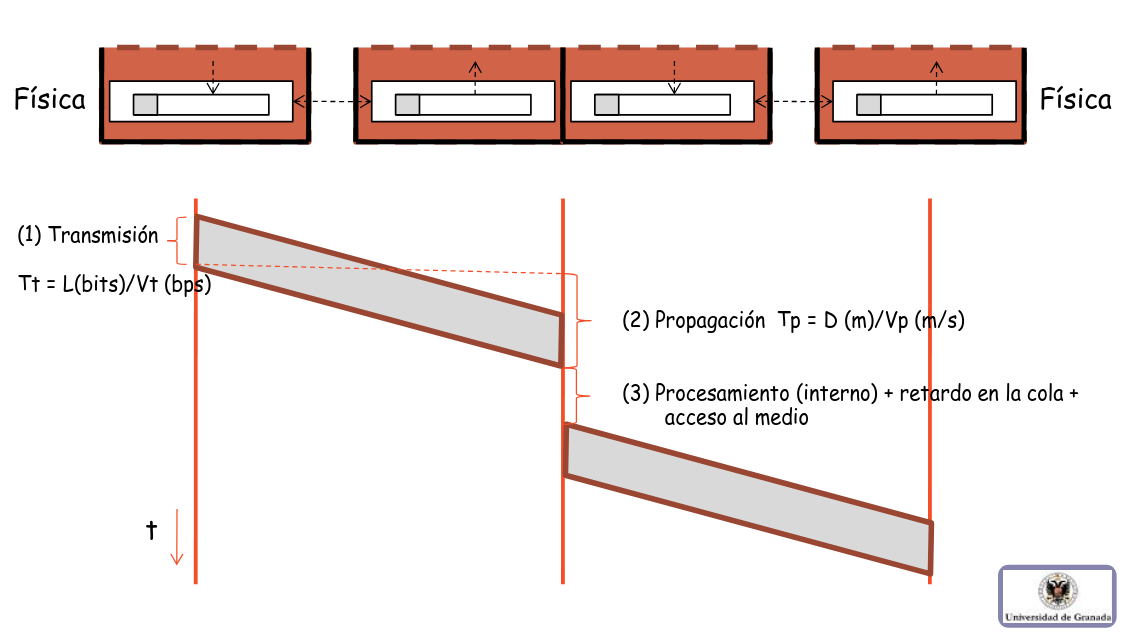 Física
Física
(1) Transmisión
Tt = L(bits)/Vt (bps)
(2) Propagación Tp = D (m)/Vp (m/s)
(3) Procesamiento (interno) + retardo en la cola +
acceso al medio
t
Universidad de Granada